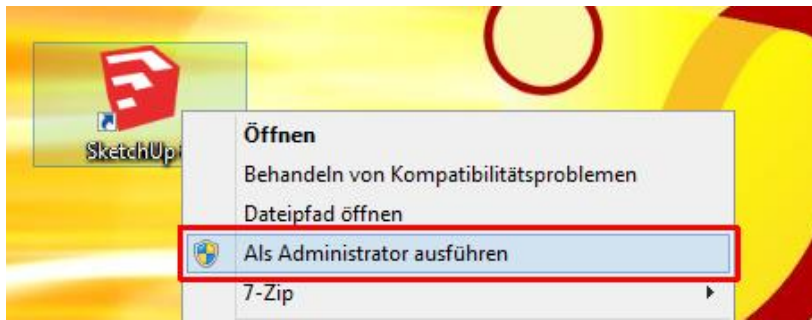 SketchUp
Öffnen
Behandeln von Kompatibilitätsproblemen
Dateipfad öffnen
Als Administrator ausführen
7-Zip